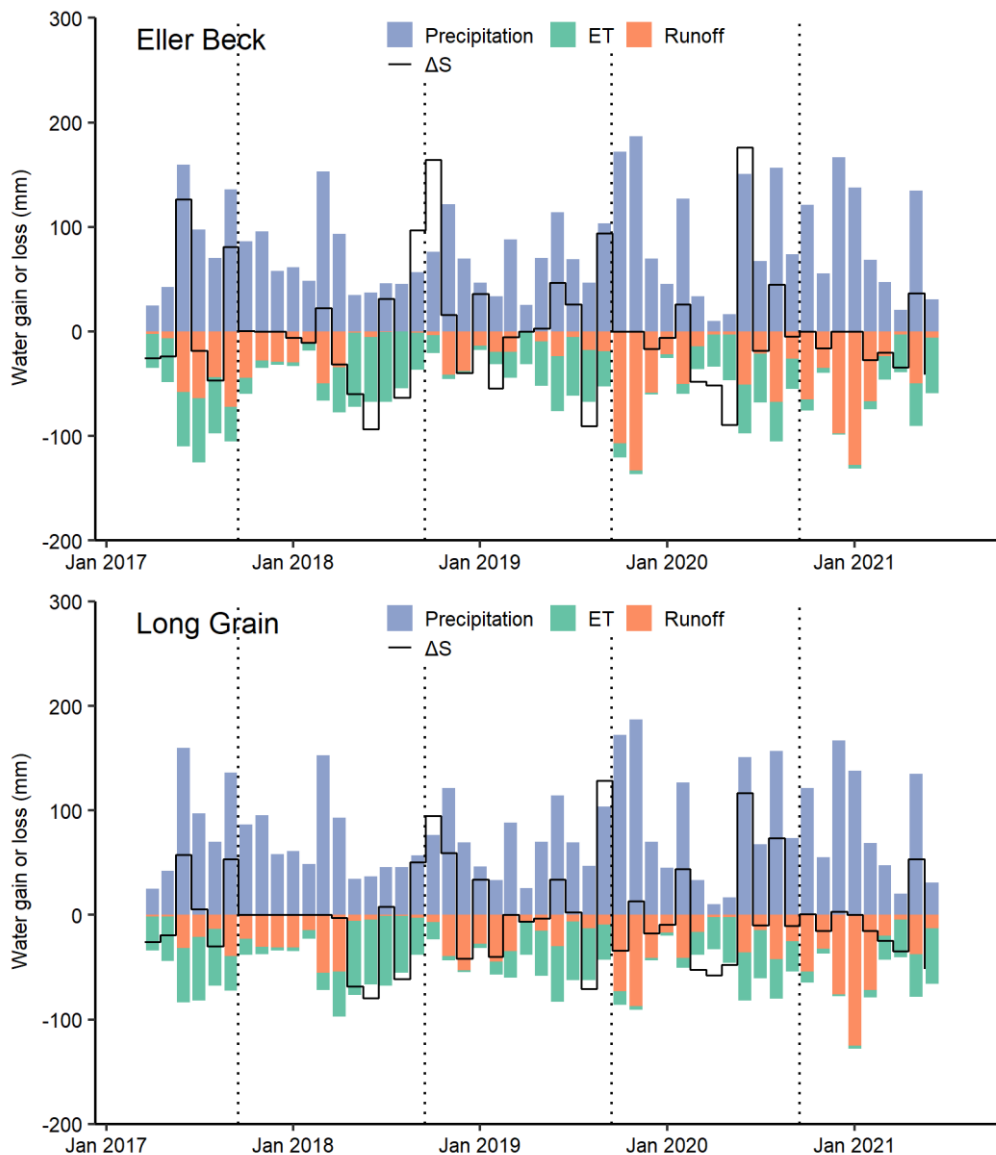 Eller Beck
Precipitation ET Runoff
ΔS
Water gain or loss (mm)
300
200
100
0
-100
-200
Jan 2017 Jan 2018 Jan 2019 Jan 2020 Jan 2021
Long Grain
Precipitation ET Runoff
ΔS
Water gain or loss (mm)
300
200
100
0
-100
-200
Jan 2017 Jan 2018 Jan 2019 Jan 2020 Jan 2021